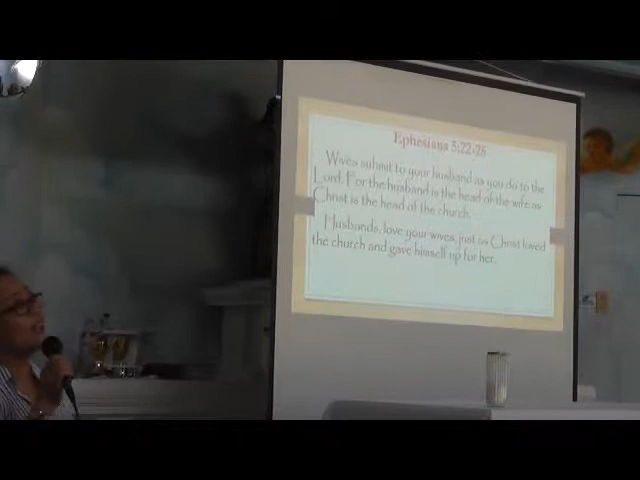 Ephesians 5:22-25
Wives submit to your husband as you do to the
Lord. For the husband is the head of the wife as
Christ is the head of the church.
Husbands, love your wives, just as Christ loved
the church and gave himself up for her.